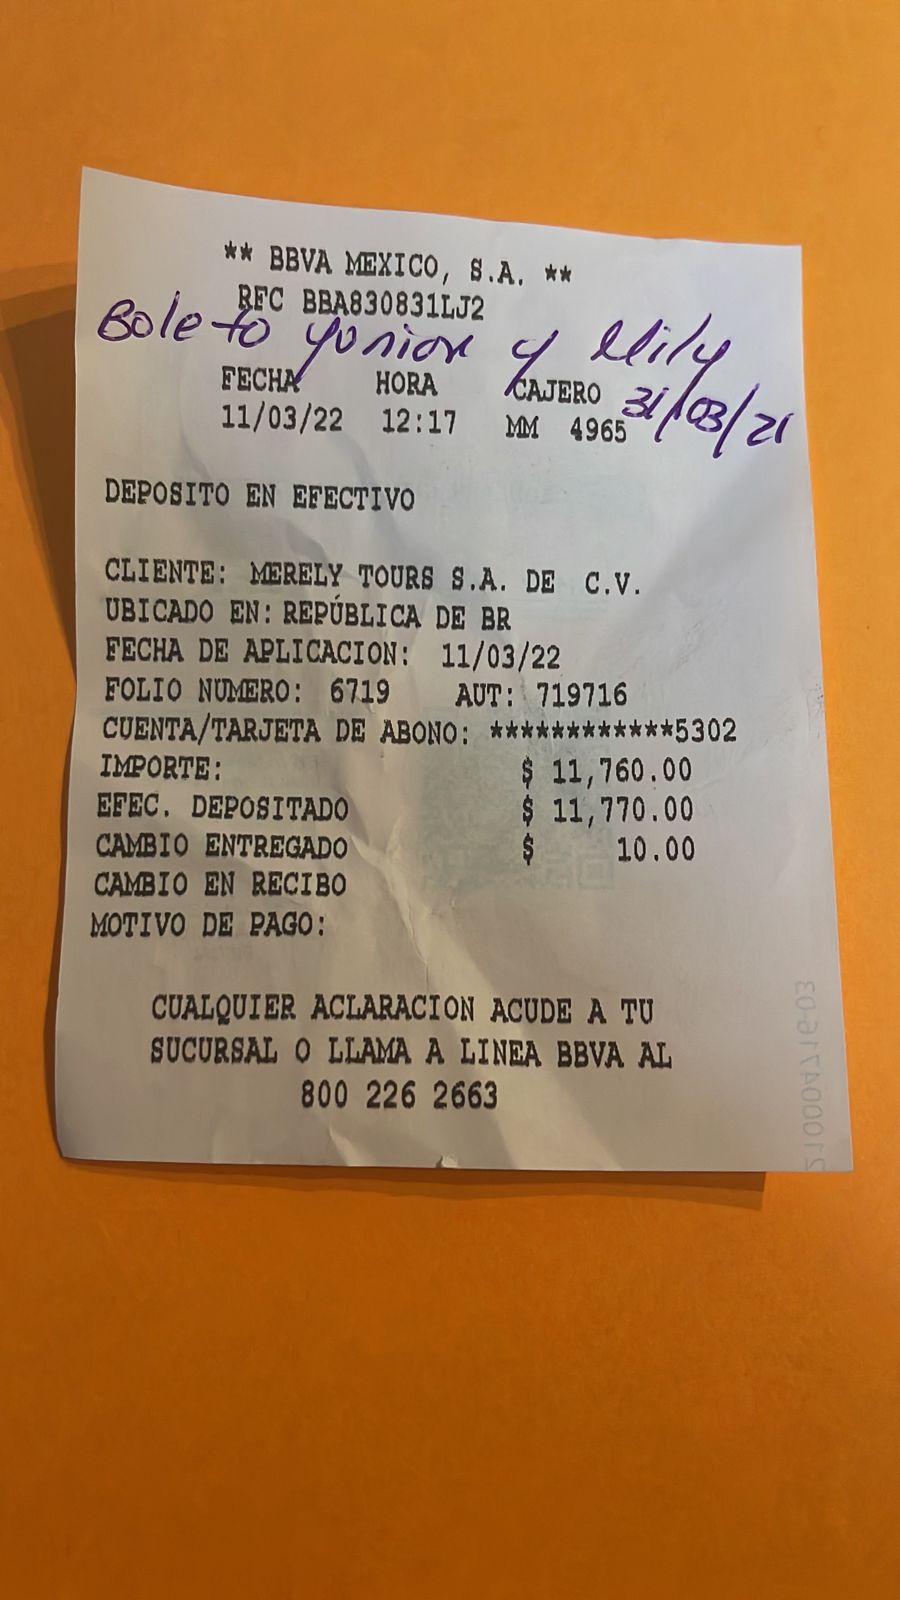 ** BBVA MEXICO, S.A. **
RFC BBA830831LJ2
Boleto yunior y Mily
FECHA HORA CAJERO
31/03/21
11/03/22 12:17 MM 4965
DEPOSITO EN EFECTIVO
CLIENTE: MERELY TOURS S.A. DE C.V.
UBICADO EN: REPÚBLICA DE BR
FECHA DE APLICACION: 11/03/22
FOLIO NUMERO: 6719 AUT: 719716
CUENTA/TARJETA DE ABONO: ************5302
IMPORTE: $ 11,760.00
EFEC. DEPOSITADO $ 11,770.00
CAMBIO ENTREGADO $ 10.00
CAMBIO EN RECIBO
MOTIVO DE PAGO:
CUALQUIER ACLARACION ACUDE A TU
SUCURSAL O LLAMA A LINEA BBVA AL
800 226 2663